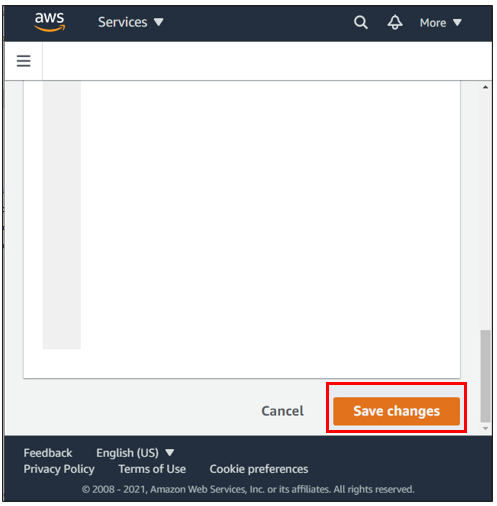 aws Services More
Cancel Save changes
Feedback English (US)
Privacy Policy Terms of Use Cookie preferences
© 2008 - 2021, Amazon Web Services, Inc. or its affiliates. All rights reserved.